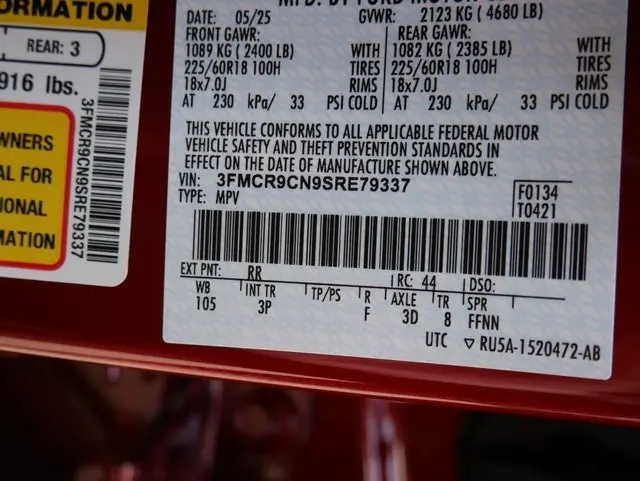 ORMATION
REAR: 3
916 lbs.
WNERS
AL FOR
IONAL
MATION
3FMCR9CN9SRE79337
MFD. BY FORD MOTOR
DATE: 05/25 GVWR: 2123 KG (4680 LB)
FRONT GAWR: REAR GAWR:
1089 KG (2400 LB) WITH 1082 KG (2385 LB) WITH
225/60R18 100H TIRES 225/60R18 100H TIRES
18x7.0J RIMS 18x7.0J RIMS
AT 230 kPa/ 33 PSI COLD AT 230 kPa/ 33 PSI COLD
THIS VEHICLE CONFORMS TO ALL APPLICABLE FEDERAL MOTOR
VEHICLE SAFETY AND THEFT PREVENTION STANDARDS IN
EFFECT ON THE DATE OF MANUFACTURE SHOWN ABOVE.
VIN: 3FMCR9CN9SRE79337
TYPE: MPV
F0134
T0421
EXT PNT: RR RC: 44 DSO:
WB INT TR TP/PS R AXLE TR SPR
105 3P F 3D 8 FFNN
UTC ▽ RU5A-1520472-AB